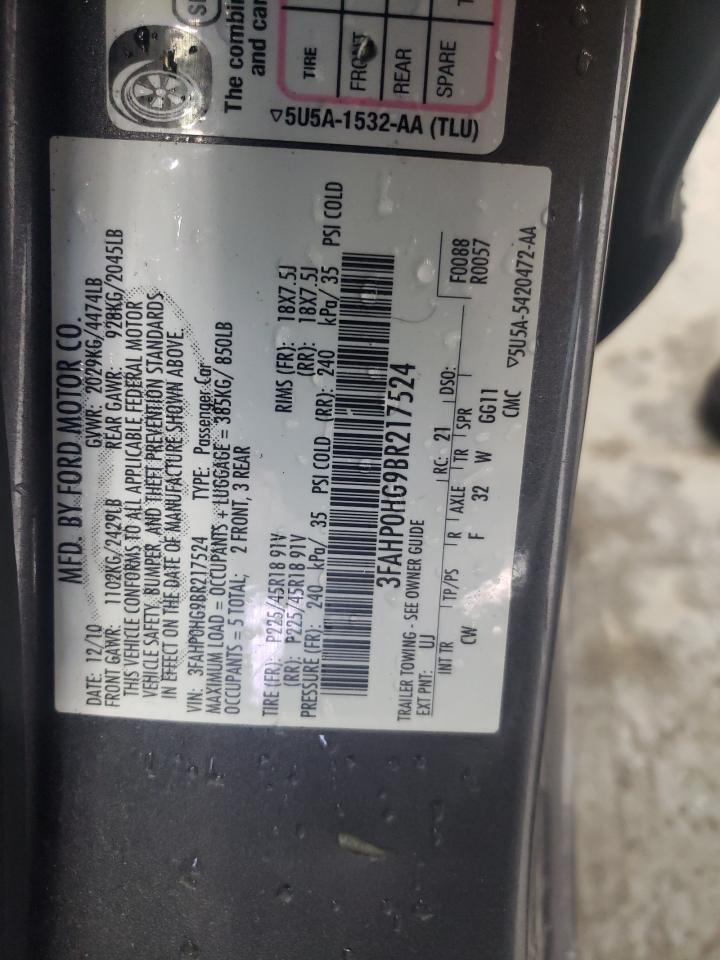 The combin
and car
TIRE
FRONT
REAR
SPARE
▽5U5A-1532-AA (TLU)
MFD. BY FORD MOTOR CO.
DATE: 12/10 GVWR: 2029KG/4474LB
FRONT GAWR: 1102KG/2429LB REAR GAWR: 928KG/2045LB
THIS VEHICLE CONFORMS TO ALL APPLICABLE FEDERAL MOTOR
VEHICLE SAFETY, BUMPER, AND THEFT PREVENTION STANDARDS
IN EFFECT ON THE DATE OF MANUFACTURE SHOWN ABOVE.
VIN: 3FAHP0HG9BR217524 TYPE: Passenger Car
MAXIMUM LOAD = OCCUPANTS + LUGGAGE = 385KG/ 850LB
OCCUPANTS = 5 TOTAL; 2 FRONT, 3 REAR
TIRE (FR): P225/45R18 91V RIMS (FR): 18X7.5J
(RR): P225/45R18 91V (RR): 18X7.5J
PRESSURE (FR): 240 kPa/ 35 PSI COLD (RR): 240 kPa/ 35 PSI COLD
3FAHP0HG9BR217524
TRAILER TOWING - SEE OWNER GUIDE F0088
EXT PNT: UJ RC: 21 DSO: R0057
INT TR TP/PS R AXLE TR SPR
CW F 32 W GG11
CMC ▽5U5A-5420472-AA